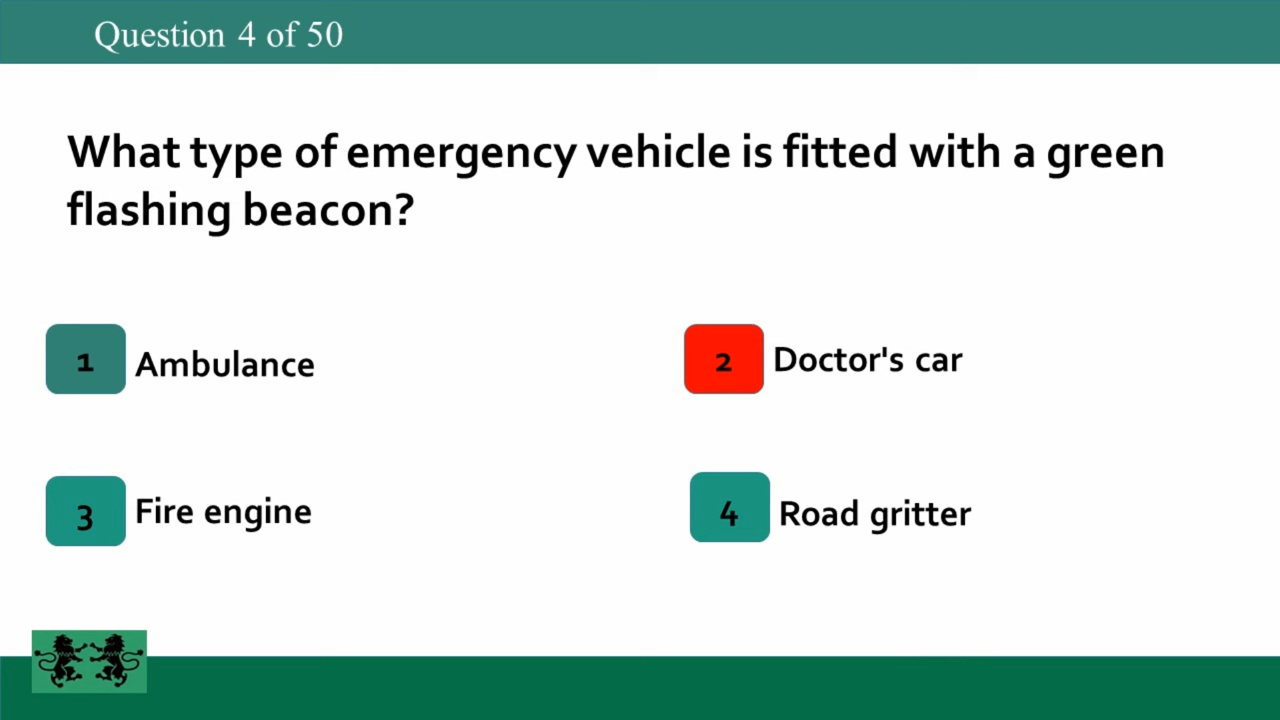 Question 4 of 50
What type of emergency vehicle is fitted with a green
flashing beacon?
1 Ambulance
2 Doctor's car
3 Fire engine
4 Road gritter